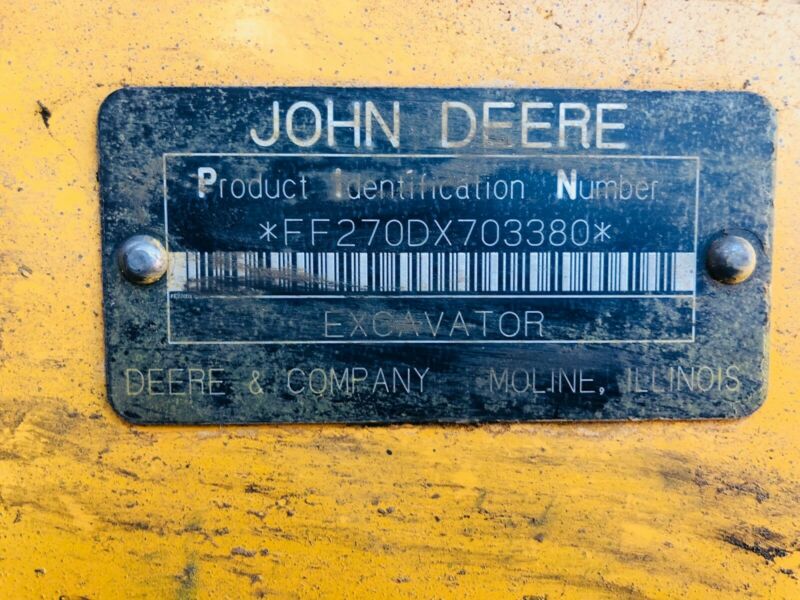 JOHN DEERE
Product Identification Number
*FF270DX703380*
EXCAVATOR
DEERE & COMPANY MOLINE, ILLINOIS